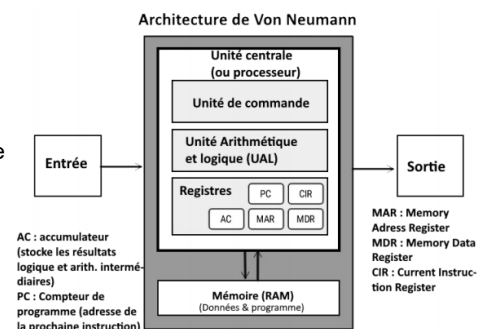 Architecture de Von Neumann
Unité centrale
(ou processeur)
Unité de commande
Unité Arithmétique
et logique (UAL)
Registres
PC
CIR
AC
MAR
MDR
e
Entrée
Sortie
AC : accumulateur
(stocke les résultats
logique et arith. intermé-
diaires)
PC : Compteur de
programme (adresse de
la prochaine instruction)
Mémoire (RAM)
(Données & programme)
MAR : Memory
Adress Register
MDR : Memory Data
Register
CIR : Current Instruc-
tion Register